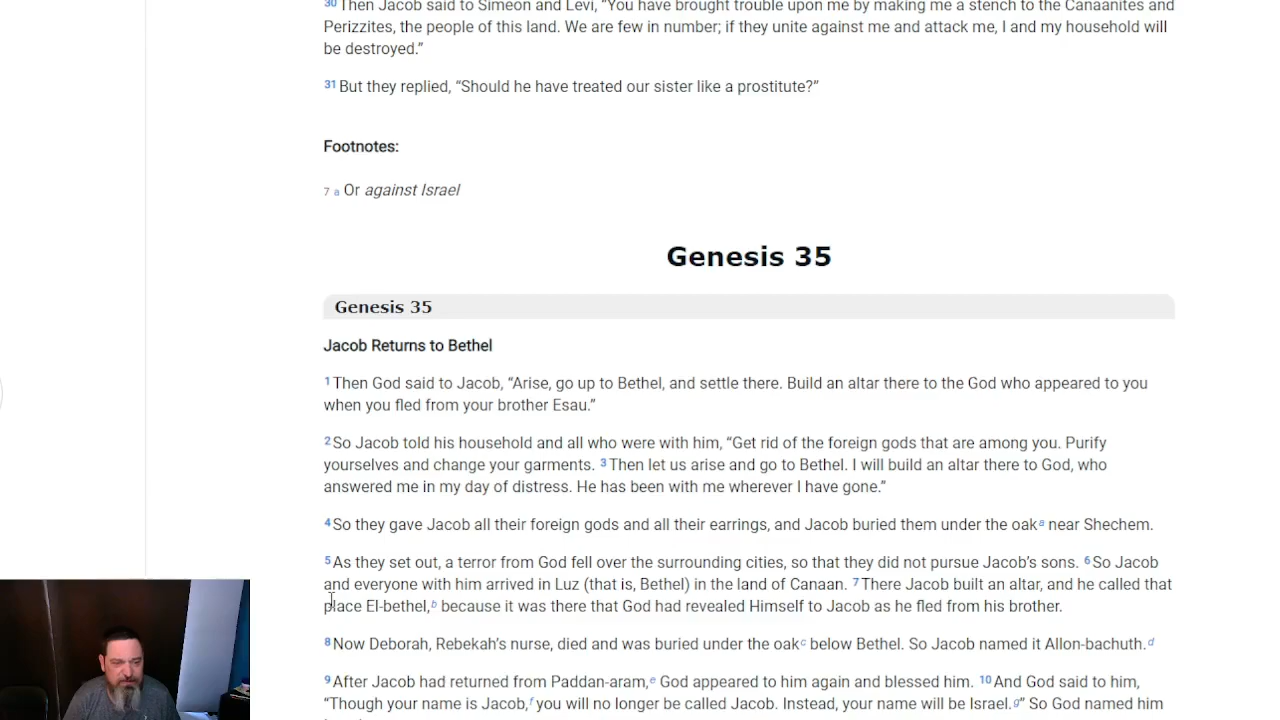 30 Then Jacob said to Simeon and Levi, “You have brought trouble upon me by making me a stench to the Canaanites and
Perizzites, the people of this land. We are few in number; if they unite against me and attack me, I and my household will
be destroyed.”
31 But they replied, “Should he have treated our sister like a prostitute?”
Footnotes:
7 a Or against Israel
Genesis 35
Genesis 35
Jacob Returns to Bethel
1 Then God said to Jacob, “Arise, go up to Bethel, and settle there. Build an altar there to the God who appeared to you
when you fled from your brother Esau.”
2 So Jacob told his household and all who were with him, “Get rid of the foreign gods that are among you. Purify
yourselves and change your garments. 3 Then let us arise and go to Bethel. I will build an altar there to God, who
answered me in my day of distress. He has been with me wherever I have gone.”
4 So they gave Jacob all their foreign gods and all their earrings, and Jacob buried them under the oak a near Shechem.
5 As they set out, a terror from God fell over the surrounding cities, so that they did not pursue Jacob’s sons. 6 So Jacob
and everyone with him arrived in Luz (that is, Bethel) in the land of Canaan. 7 There Jacob built an altar, and he called that
place El-bethel, b because it was there that God had revealed Himself to Jacob as he fled from his brother.
8 Now Deborah, Rebekah’s nurse, died and was buried under the oak c below Bethel. So Jacob named it Allon-bachuth. d
9 After Jacob had returned from Paddan-aram, e God appeared to him again and blessed him. 10 And God said to him,
“Though your name is Jacob, f you will no longer be called Jacob. Instead, your name will be Israel. g” So God named him